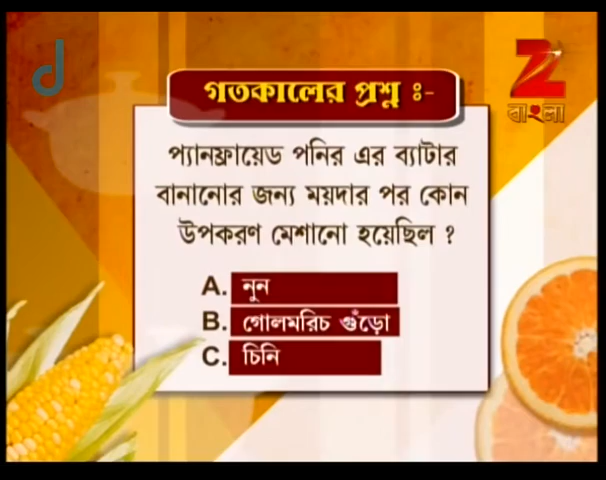 গতকালের প্রশ্ন ঃ-
Z
বাংলা
প্যানফ্রায়েড পনির এর ব্যাটার
বানানোর জন্য ময়দার পর কোন
উপকরণ মেশানো হয়েছিল ?
A. নুন
B. গোলমরিচ গুঁড়ো
C. চিনি